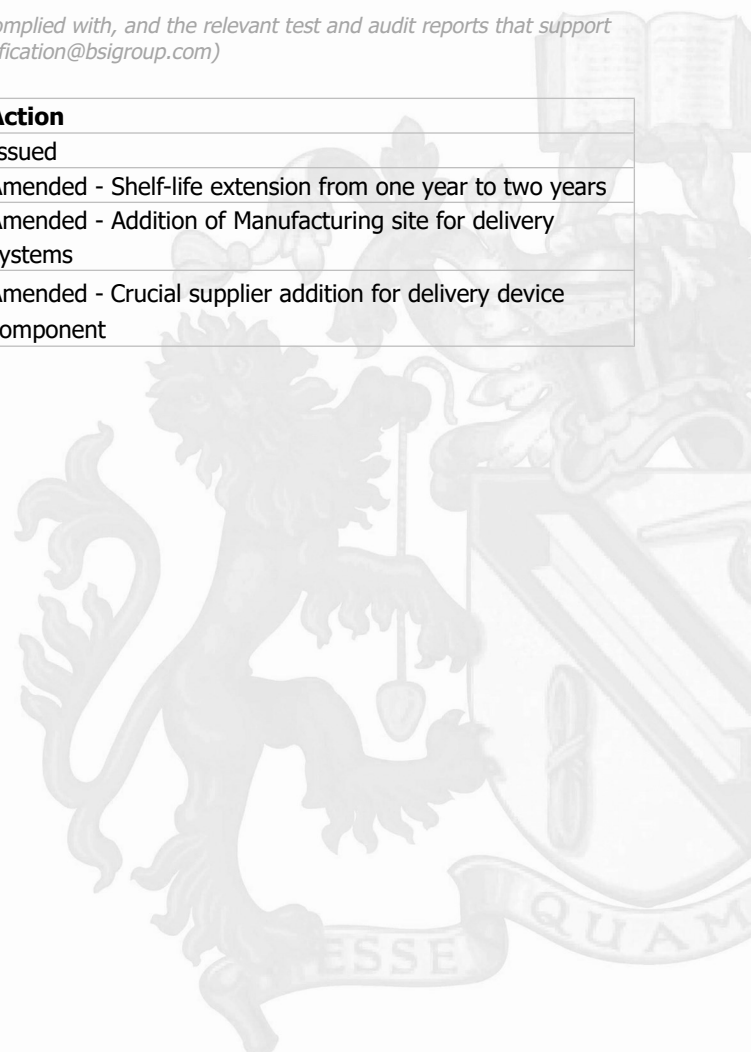 omplied with, and the relevant test and audit reports that support
fication@bsigroup.com)
Action
ssued
Amended - Shelf-life extension from one year to two years
Amended - Addition of Manufacturing site for delivery
ystems
Amended - Crucial supplier addition for delivery device
omponent
ESSE
QUAM